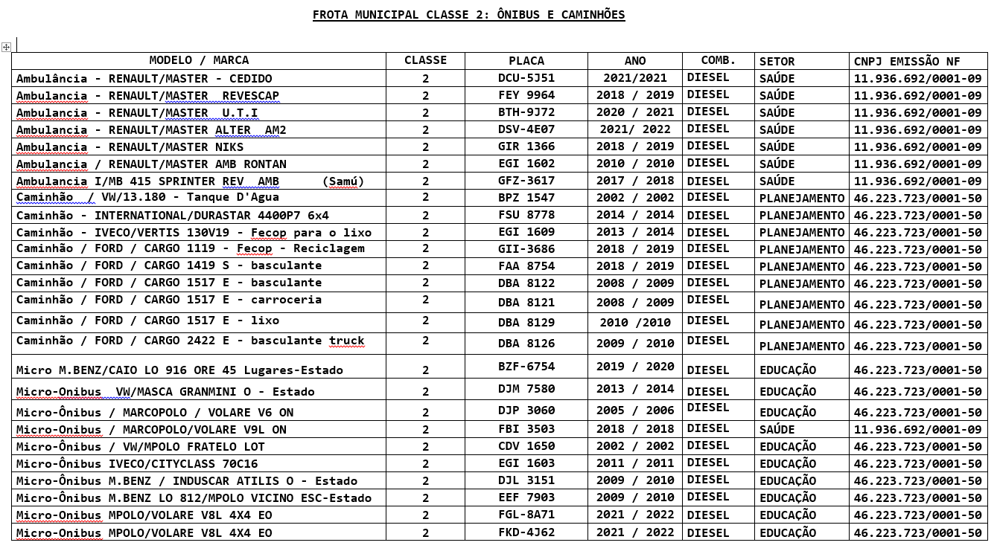 FROTA MUNICIPAL CLASSE 2: ÔNIBUS E CAMINHÕES
MODELO / MARCA CLASSE PLACA ANO COMB. SETOR CNPJ EMISSÃO NF
Ambulância - RENAULT/MASTER - CEDIDO 2 DCU-5J51 2021/2021 DIESEL SAÚDE 11.936.692/0001-09
Ambulancia - RENAULT/MASTER REVESCAP 2 FEY 9964 2018 / 2019 DIESEL SAÚDE 11.936.692/0001-09
Ambulancia - RENAULT/MASTER U.T.I 2 BTH-9J72 2020 / 2021 DIESEL SAÚDE 11.936.692/0001-09
Ambulancia - RENAULT/MASTER ALTER AM2 2 DSV-4E07 2021/ 2022 DIESEL SAÚDE 11.936.692/0001-09
Ambulancia - RENAULT/MASTER NIKS 2 GIR 1366 2018 / 2019 DIESEL SAÚDE 11.936.692/0001-09
Ambulancia / RENAULT/MASTER AMB RONTAN 2 EGI 1602 2010 / 2010 DIESEL SAÚDE 11.936.692/0001-09
Ambulancia I/MB 415 SPRINTER REV AMB (Samú) 2 GFZ-3617 2017 / 2018 DIESEL SAÚDE 11.936.692/0001-09
Caminhão / VW/13.180 - Tanque D'Agua 2 BPZ 1547 2002 / 2002 DIESEL PLANEJAMENTO 46.223.723/0001-50
Caminhão - INTERNATIONAL/DURASTAR 4400P7 6x4 2 FSU 8778 2014 / 2014 DIESEL PLANEJAMENTO 46.223.723/0001-50
Caminhão - IVECO/VERTIS 130V19 - Fecop para o lixo 2 EGI 1609 2013 / 2014 DIESEL PLANEJAMENTO 46.223.723/0001-50
Caminhão / FORD / CARGO 1119 - Fecop - Reciclagem 2 GII-3686 2018 / 2019 DIESEL PLANEJAMENTO 46.223.723/0001-50
Caminhão / FORD / CARGO 1419 S - basculante 2 FAA 8754 2018 / 2019 DIESEL PLANEJAMENTO 46.223.723/0001-50
Caminhão / FORD / CARGO 1517 E - basculante 2 DBA 8122 2008 / 2009 DIESEL PLANEJAMENTO 46.223.723/0001-50
Caminhão / FORD / CARGO 1517 E - carroceria 2 DBA 8121 2008 / 2009 DIESEL PLANEJAMENTO 46.223.723/0001-50
Caminhão / FORD / CARGO 1517 E - lixo 2 DBA 8129 2010 /2010 DIESEL PLANEJAMENTO 46.223.723/0001-50
Caminhão / FORD / CARGO 2422 E - basculante truck 2 DBA 8126 2009 / 2010 DIESEL PLANEJAMENTO 46.223.723/0001-50
Micro M.BENZ/CAIO LO 916 ORE 45 Lugares-Estado 2 BZF-6754 2019 / 2020 DIESEL EDUCAÇÃO 46.223.723/0001-50
Micro-Onibus VW/MASCA GRANMINI O - Estado 2 DJM 7580 2013 / 2014 DIESEL EDUCAÇÃO 46.223.723/0001-50
Micro-Ônibus / MARCOPOLO / VOLARE V6 ON 2 DJP 3060 2005 / 2006 DIESEL EDUCAÇÃO 46.223.723/0001-50
Micro-Onibus / MARCOPOLO/VOLARE V9L ON 2 FBI 3503 2018 / 2018 DIESEL SAÚDE 11.936.692/0001-09
Micro-Ônibus / VW/MPOLO FRATELO LOT 2 CDV 1650 2002 / 2002 DIESEL EDUCAÇÃO 46.223.723/0001-50
Micro-Ônibus IVECO/CITYCLASS 70C16 2 EGI 1603 2011 / 2011 DIESEL EDUCAÇÃO 46.223.723/0001-50
Micro-Ônibus M.BENZ / INDUSCAR ATILIS O - Estado 2 DJL 3151 2009 / 2010 DIESEL EDUCAÇÃO 46.223.723/0001-50
Micro-Ônibus M.BENZ LO 812/MPOLO VICINO ESC-Estado 2 EEF 7903 2009 / 2010 DIESEL EDUCAÇÃO 46.223.723/0001-50
Micro-Onibus MPOLO/VOLARE V8L 4X4 EO 2 FGL-8A71 2021 / 2022 DIESEL EDUCAÇÃO 46.223.723/0001-50
Micro-Onibus MPOLO/VOLARE V8L 4X4 EO 2 FKD-4J62 2021 / 2022 DIESEL EDUCAÇÃO 46.223.723/0001-50